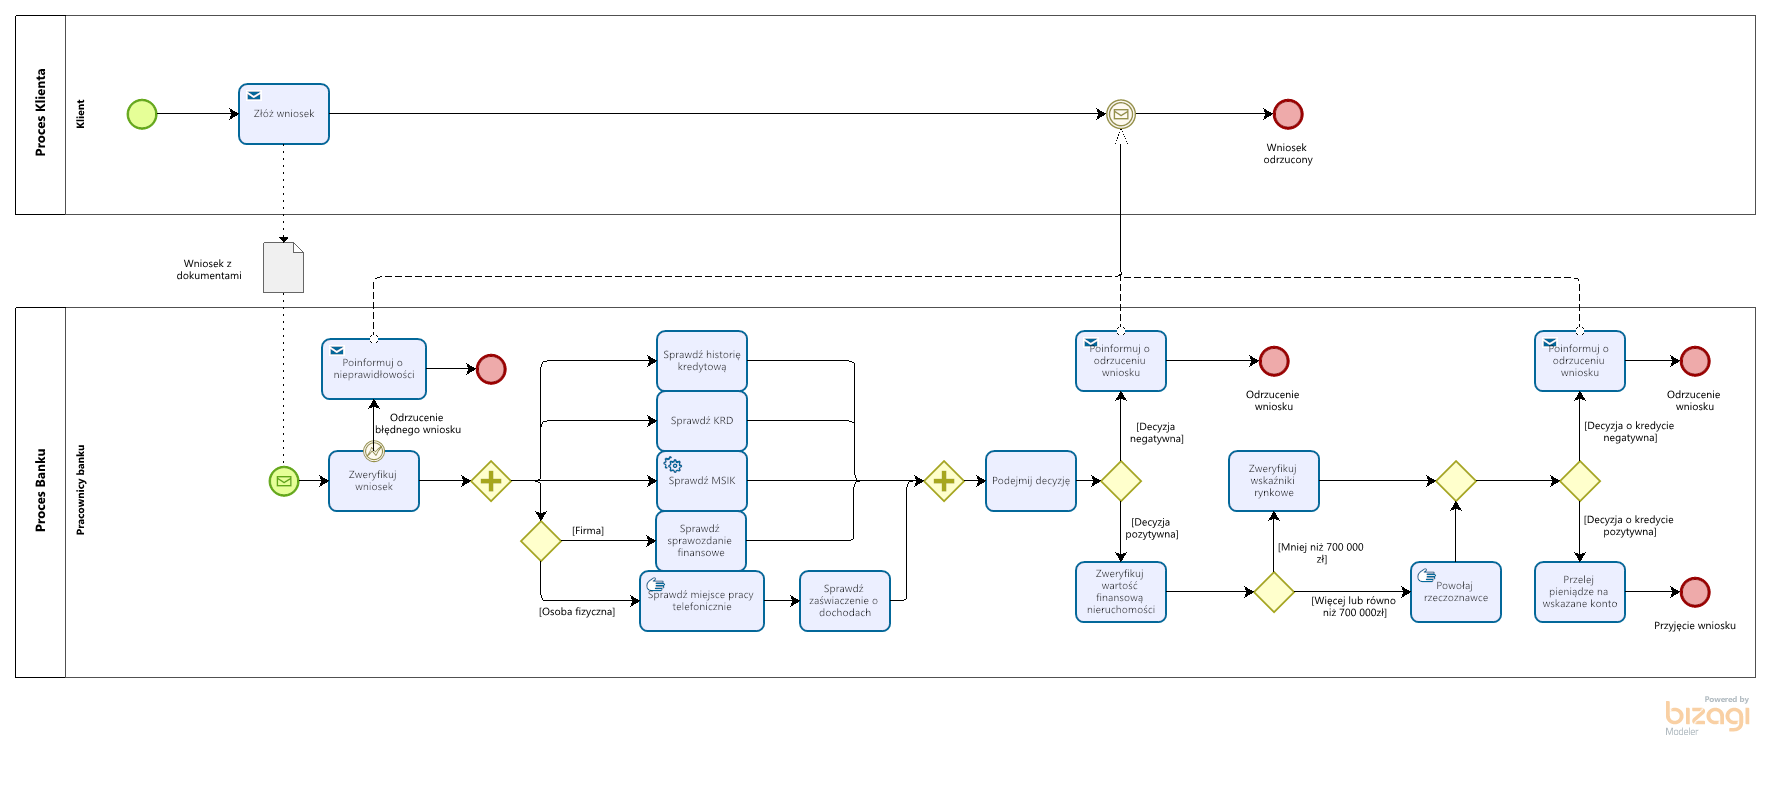 Proces Klienta
Klient
Złóż wniosek
Wniosek
odrzucony
Wniosek z
dokumentami
Proces Banku
Pracownicy banku
Poinformuj o
nieprawidłowości
Odrzucenie
błędnego wniosku
Zweryfikuj
wniosek
Sprawdź historię
kredytową
Sprawdź KRD
Sprawdź MSIK
[Firma]
Sprawdź
sprawozdanie
finansowe
[Osoba fizyczna]
Sprawdź miejsce pracy
telefonicznie
Sprawdź
zaświaczenie o
dochodach
Podejmij decyzję
Poinformuj o
odrzuceniu
wniosku
Odrzucenie
wniosku
[Decyzja
negatywna]
[Decyzja
pozytywna]
Zweryfikuj
wartość
finansową
nieruchomości
Zweryfikuj
wskaźniki
rynkowe
[Mniej niż 700 000
zł]
[Więcej lub równo
niż 700 000zł]
Powołaj
rzeczoznawce
Poinformuj o
odrzuceniu
wniosku
Odrzucenie
wniosku
[Decyzja o kredycie
negatywna]
[Decyzja o kredycie
pozytywna]
Przelej
pieniądze na
wskazane konto
Przyjęcie wniosku
Powered by
bizagi
Modeler